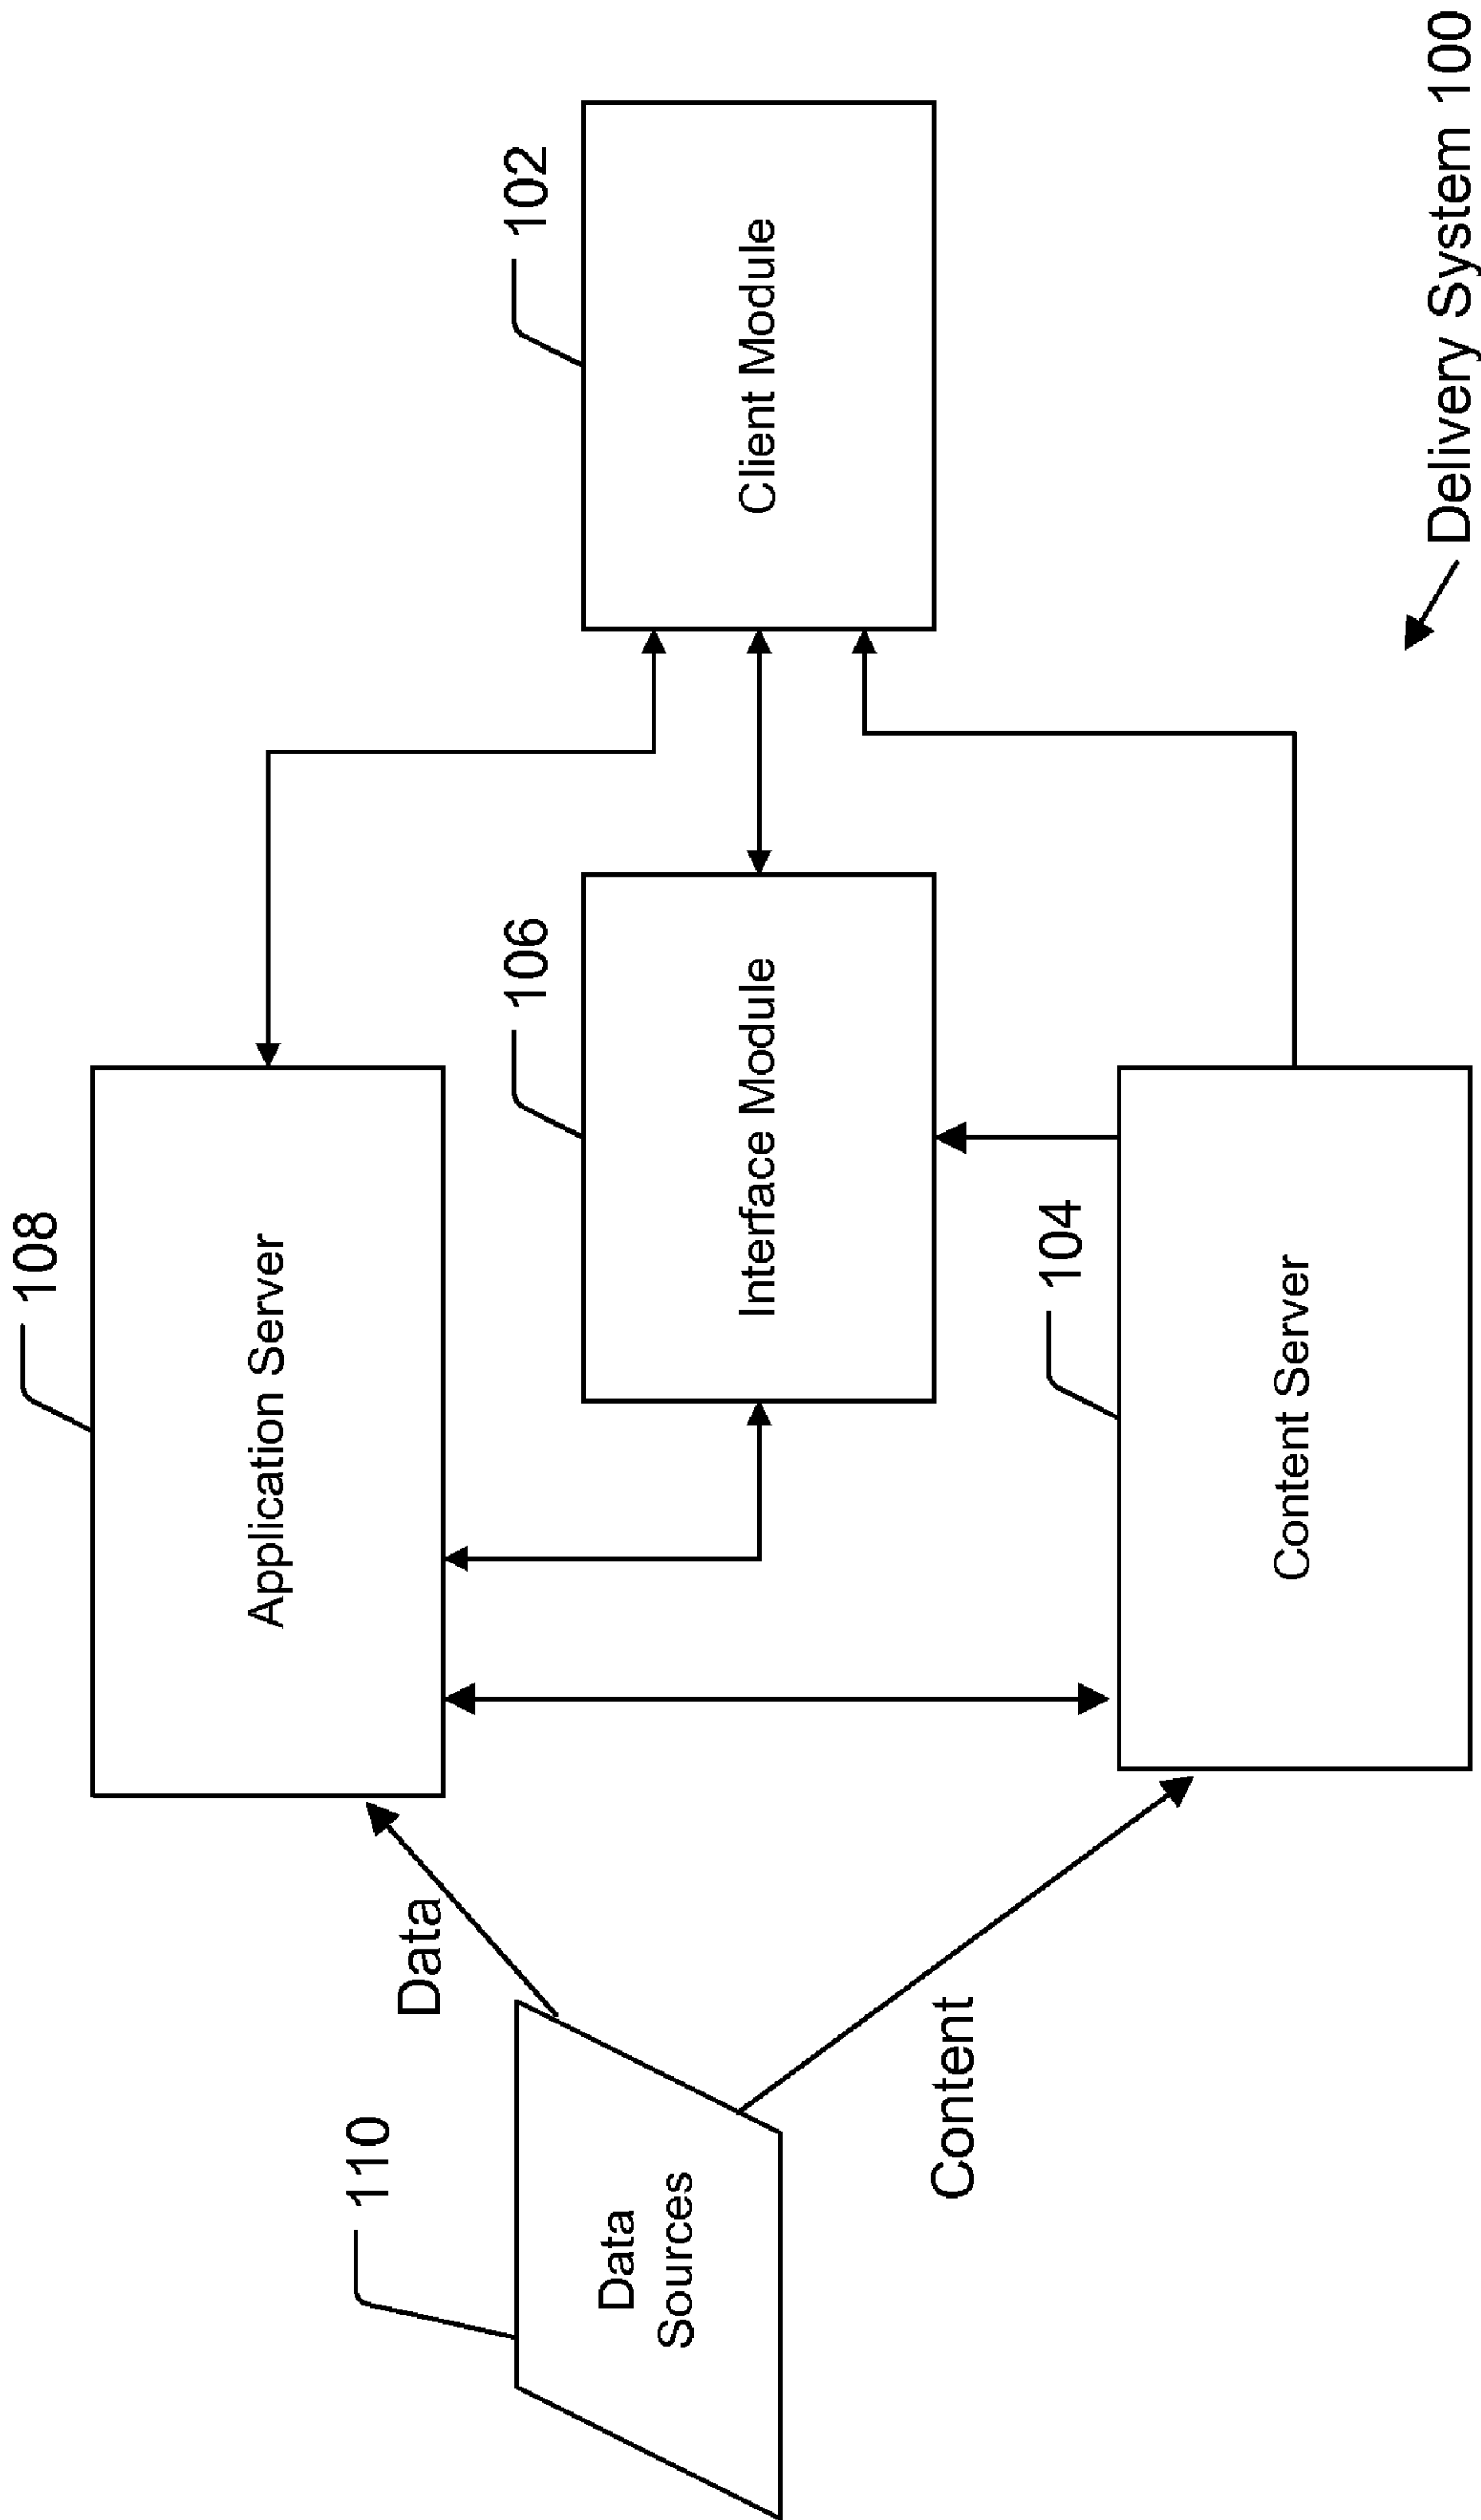 108
Application Server
Data
110
Data
Sources
106
Interface Module
102
Client Module
Content
104
Content Server
Delivery System 100